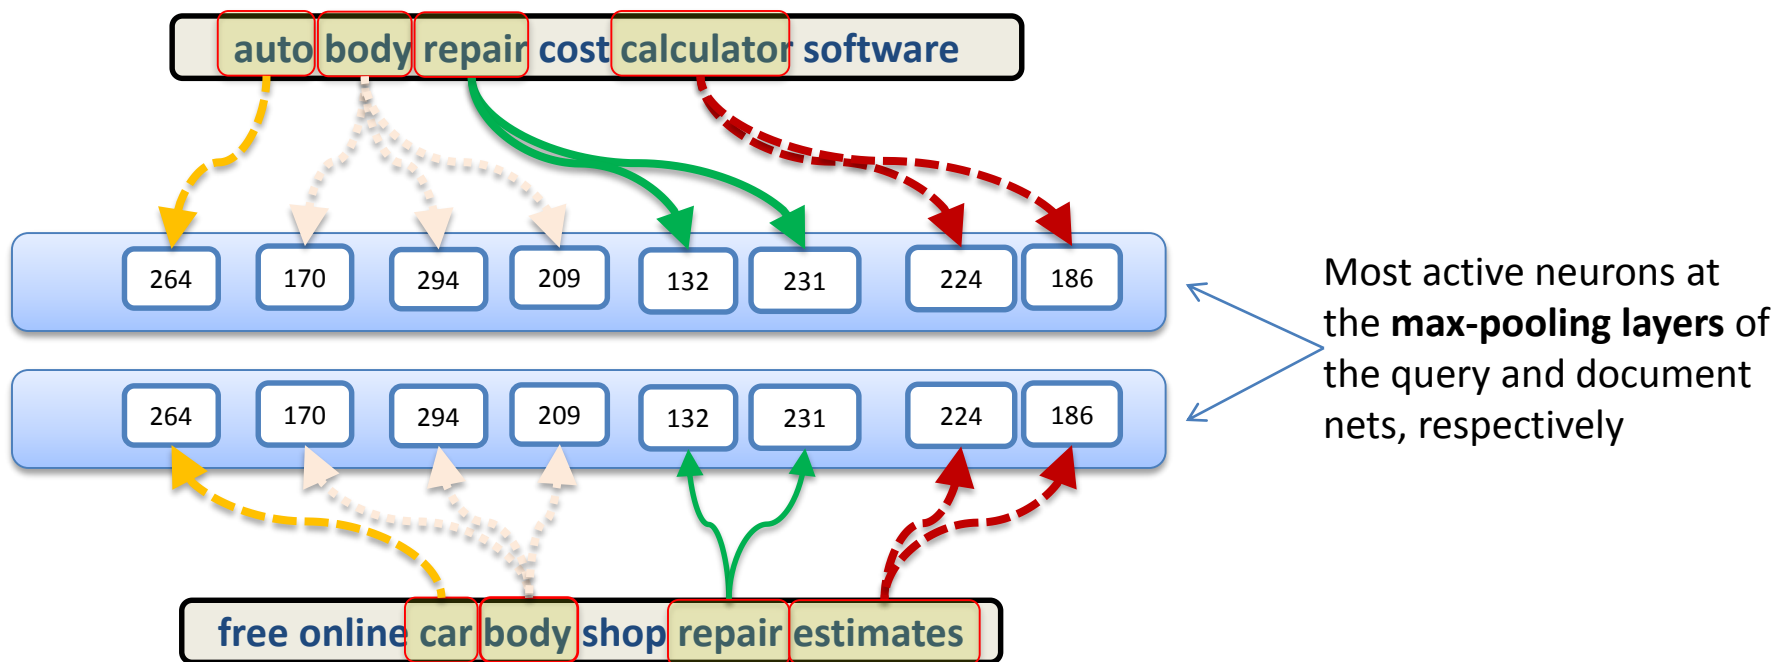 auto body repair cost calculator software
264 170 294 209 132 231 224 186
Most active neurons at
the max-pooling layers of
the query and document
nets, respectively
264 170 294 209 132 231 224 186
free online car body shop repair estimates